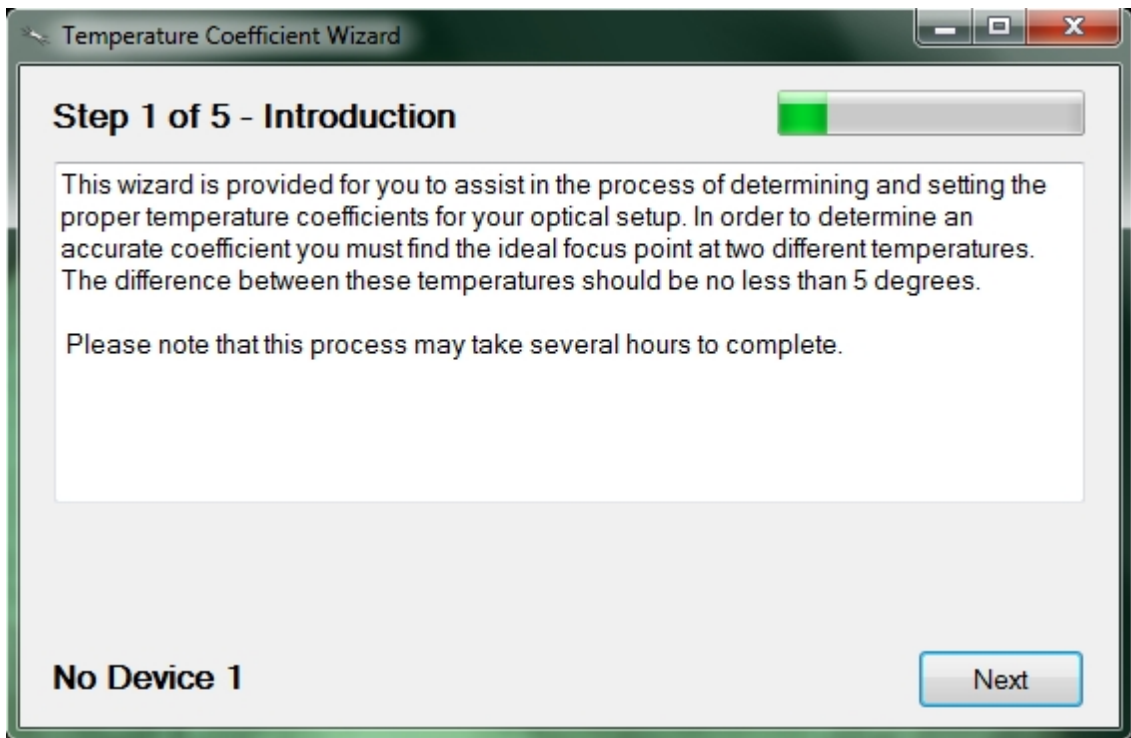 Temperature Coefficient Wizard
Step 1 of 5 - Introduction
This wizard is provided for you to assist in the process of determining and setting the
proper temperature coefficients for your optical setup. In order to determine an
accurate coefficient you must find the ideal focus point at two different temperatures.
The difference between these temperatures should be no less than 5 degrees.
Please note that this process may take several hours to complete.
No Device 1
Next